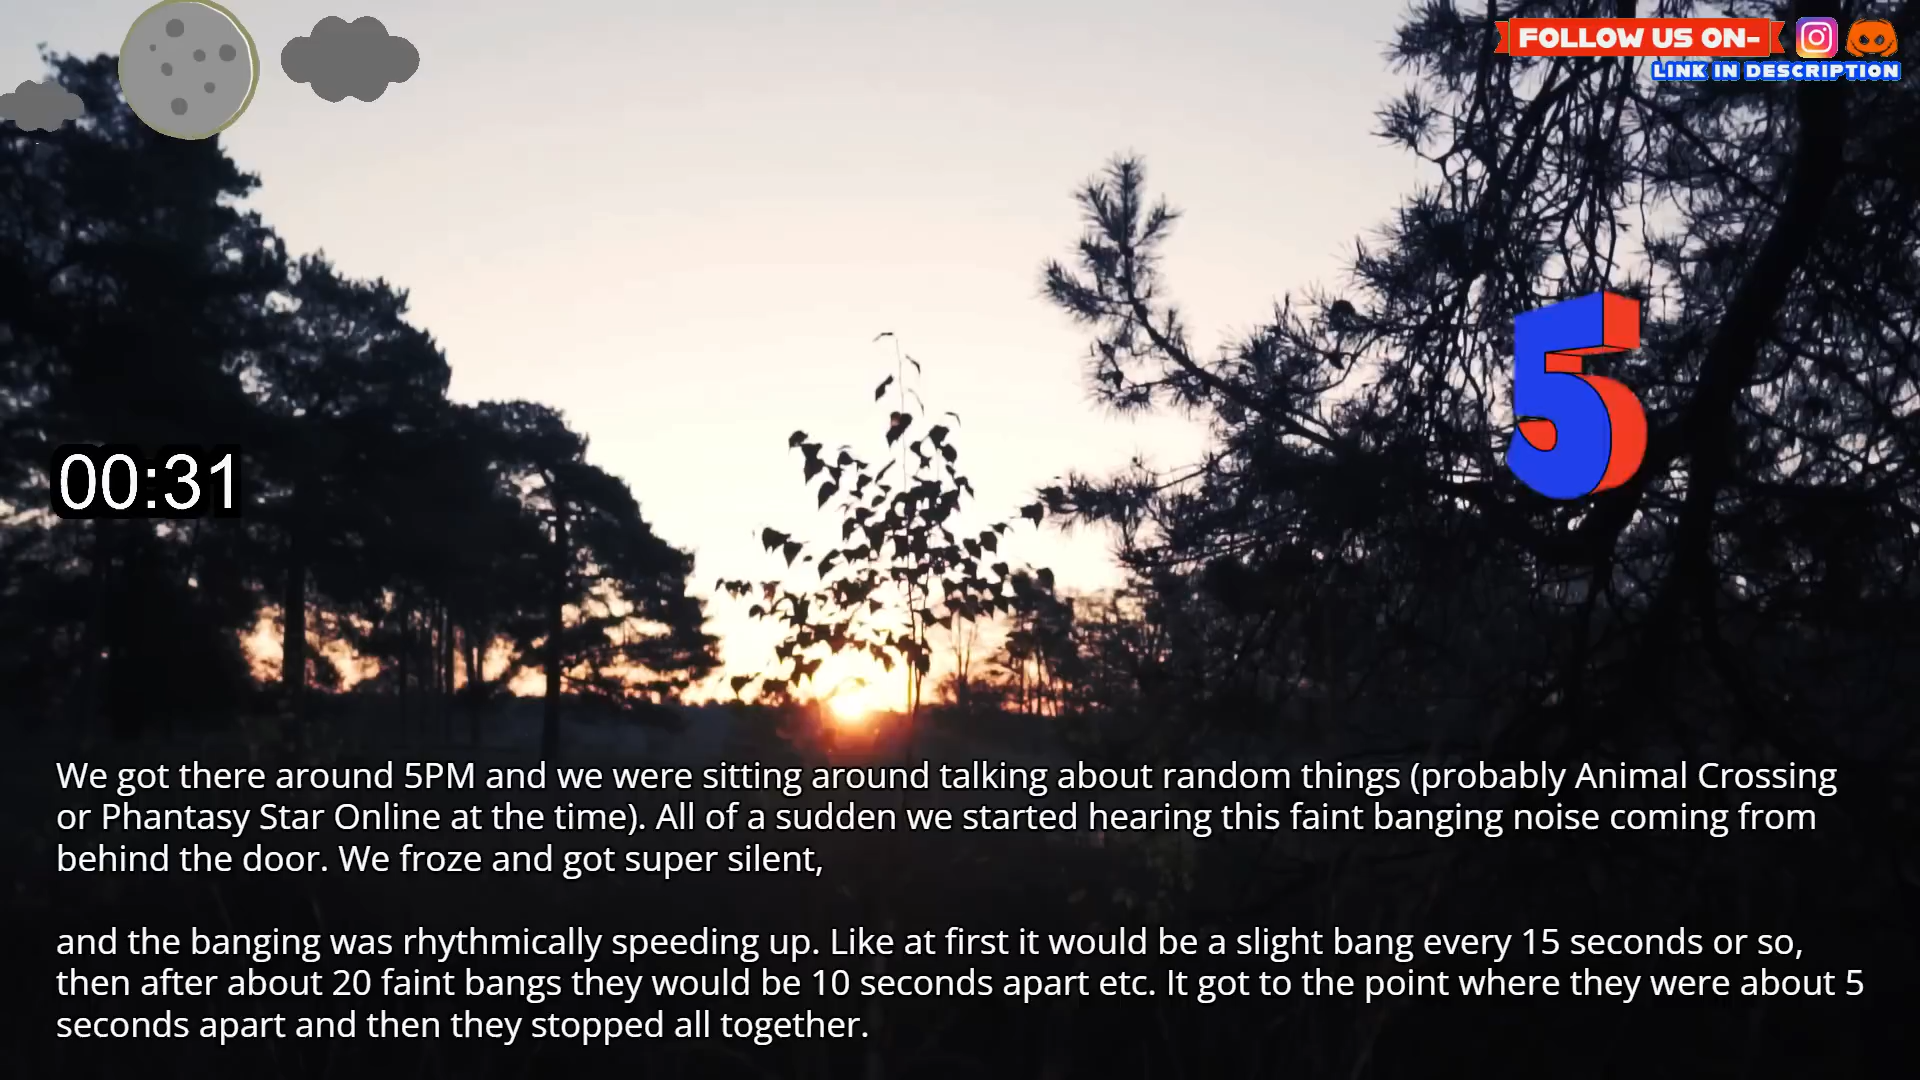 FOLLOW US ON-
LINK IN DESCRIPTION
5
00:31
We got there around 5PM and we were sitting around talking about random things (probably Animal Crossing
or Phantasy Star Online at the time). All of a sudden we started hearing this faint banging noise coming from
behind the door. We froze and got super silent,
and the banging was rhythmically speeding up. Like at first it would be a slight bang every 15 seconds or so,
then after about 20 faint bangs they would be 10 seconds apart etc. It got to the point where they were about 5
seconds apart and then they stopped all together.